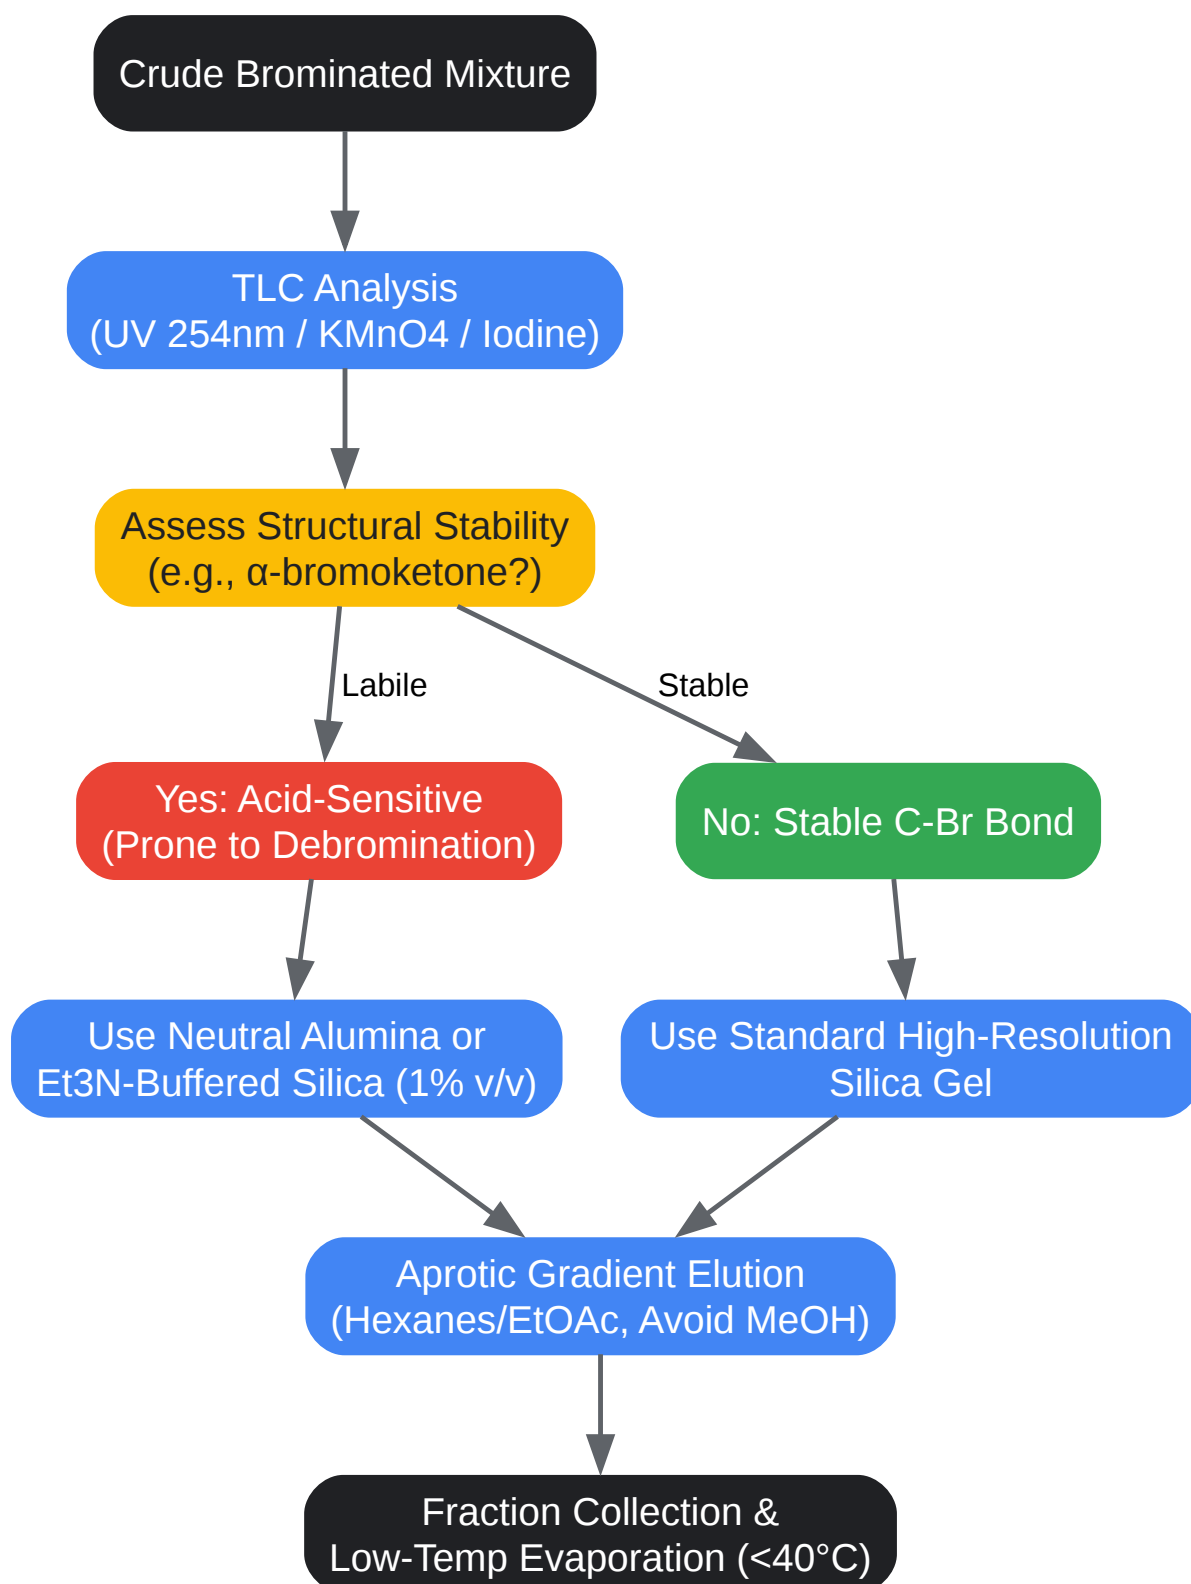 Crude Brominated Mixture
TLC Analysis
(UV 254nm / KMnO4 / Iodine)
Assess Structural Stability
(e.g., α-bromoketone?)
Labile
Stable
Yes: Acid-Sensitive
(Prone to Debromination)
No: Stable C-Br Bond
Use Neutral Alumina or
Et3N-Buffered Silica (1% v/v)
Use Standard High-Resolution
Silica Gel
Aprotic Gradient Elution
(Hexanes/EtOAc, Avoid MeOH)
Fraction Collection &
Low-Temp Evaporation (<40°C)